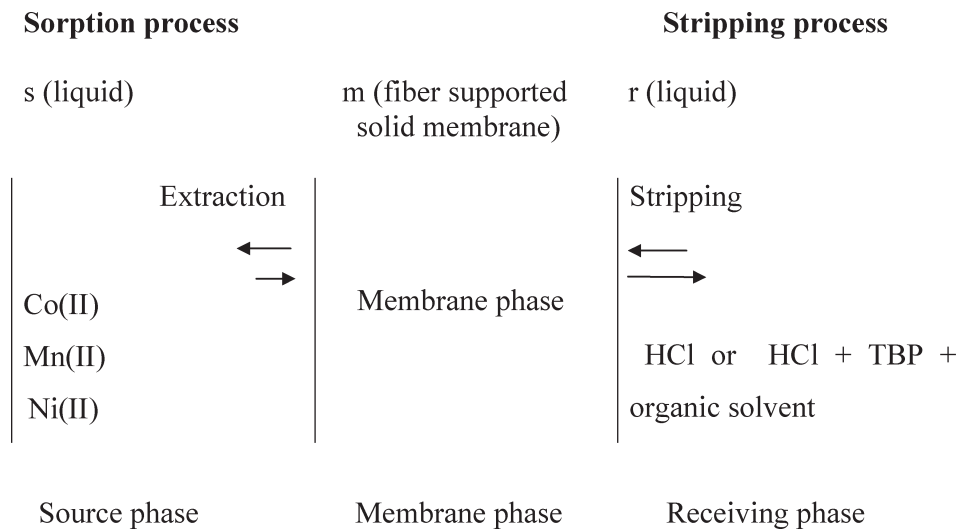 Sorption process
Stripping process
s (liquid)
m (fiber supported
solid membrane)
r (liquid)
Extraction
Stripping
Co(II)
Mn(II)
Ni(II)
Membrane phase
HCl or HCl + TBP +
organic solvent
Source phase
Membrane phase
Receiving phase